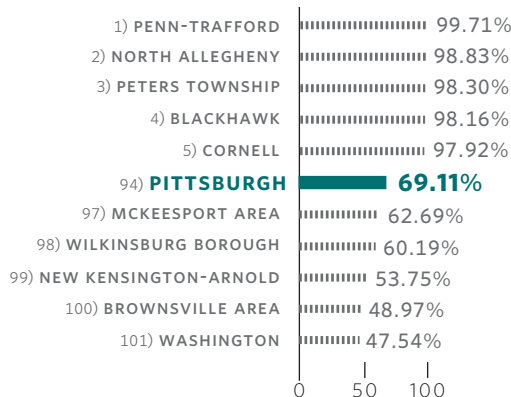 1) PENN-TRAFFORD 99.71%
2) NORTH ALLEGHENY 98.83%
3) PETERS TOWNSHIP 98.30%
4) BLACKHAWK 98.16%
5) CORNELL 97.92%
94) PITTSBURGH 69.11%
97) MCKEESPORT AREA 62.69%
98) WILKINSBURG BOROUGH 60.19%
99) NEW KENSINGTON-ARNOLD 53.75%
100) BROWNSVILLE AREA 48.97%
101) WASHINGTON 47.54%
0 50 100